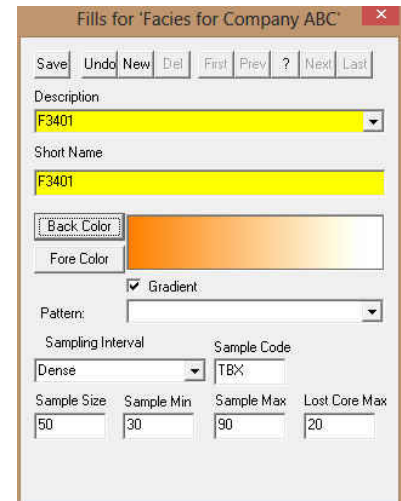 Fills for 'Facies for Company ABC'
Save Undo New Del First Prev ? Next Last
Description
F3401
Short Name
F3401
Back Color
Fore Color
Gradient
Pattern:
Sampling Interval Sample Code
Dense TBX
Sample Size Sample Min Sample Max Lost Core Max
50 30 90 20